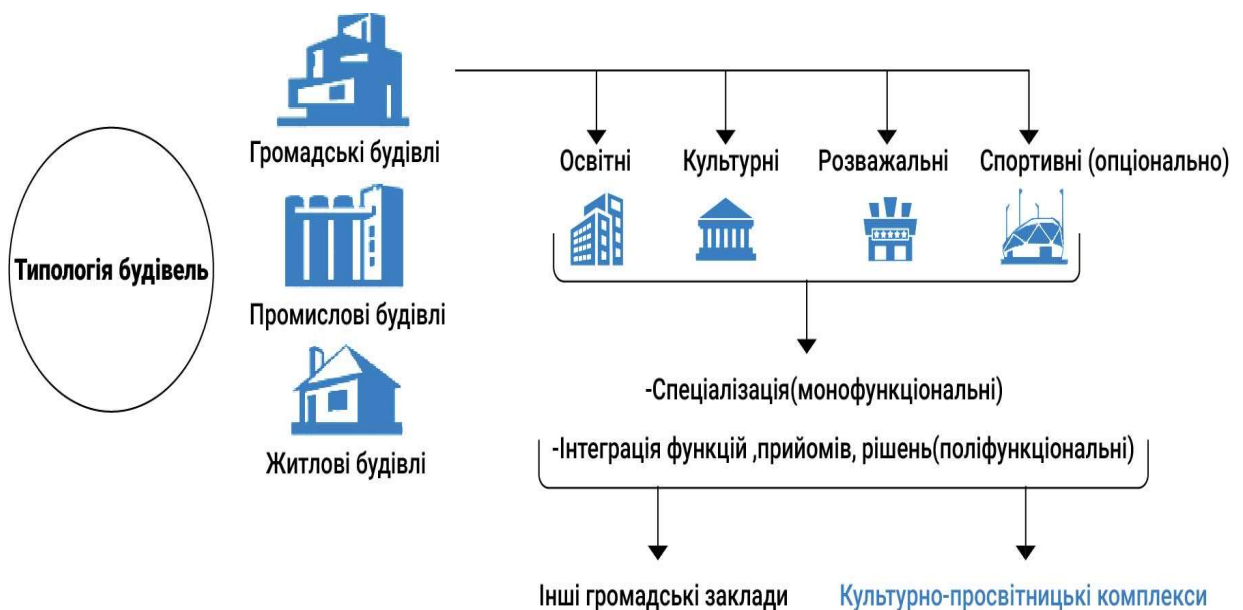 Типологія будівель
Громадські будівлі
Промислові будівлі
Житлові будівлі
Освітні
Культурні
Розважальні
Спортивні (опціонально)
-Спеціалізація(монофункціональні)
-Інтеграція функцій ,прийомів, рішень(поліфункціональні)
Інші громадські заклади
Культурно-просвітницькі комплекси